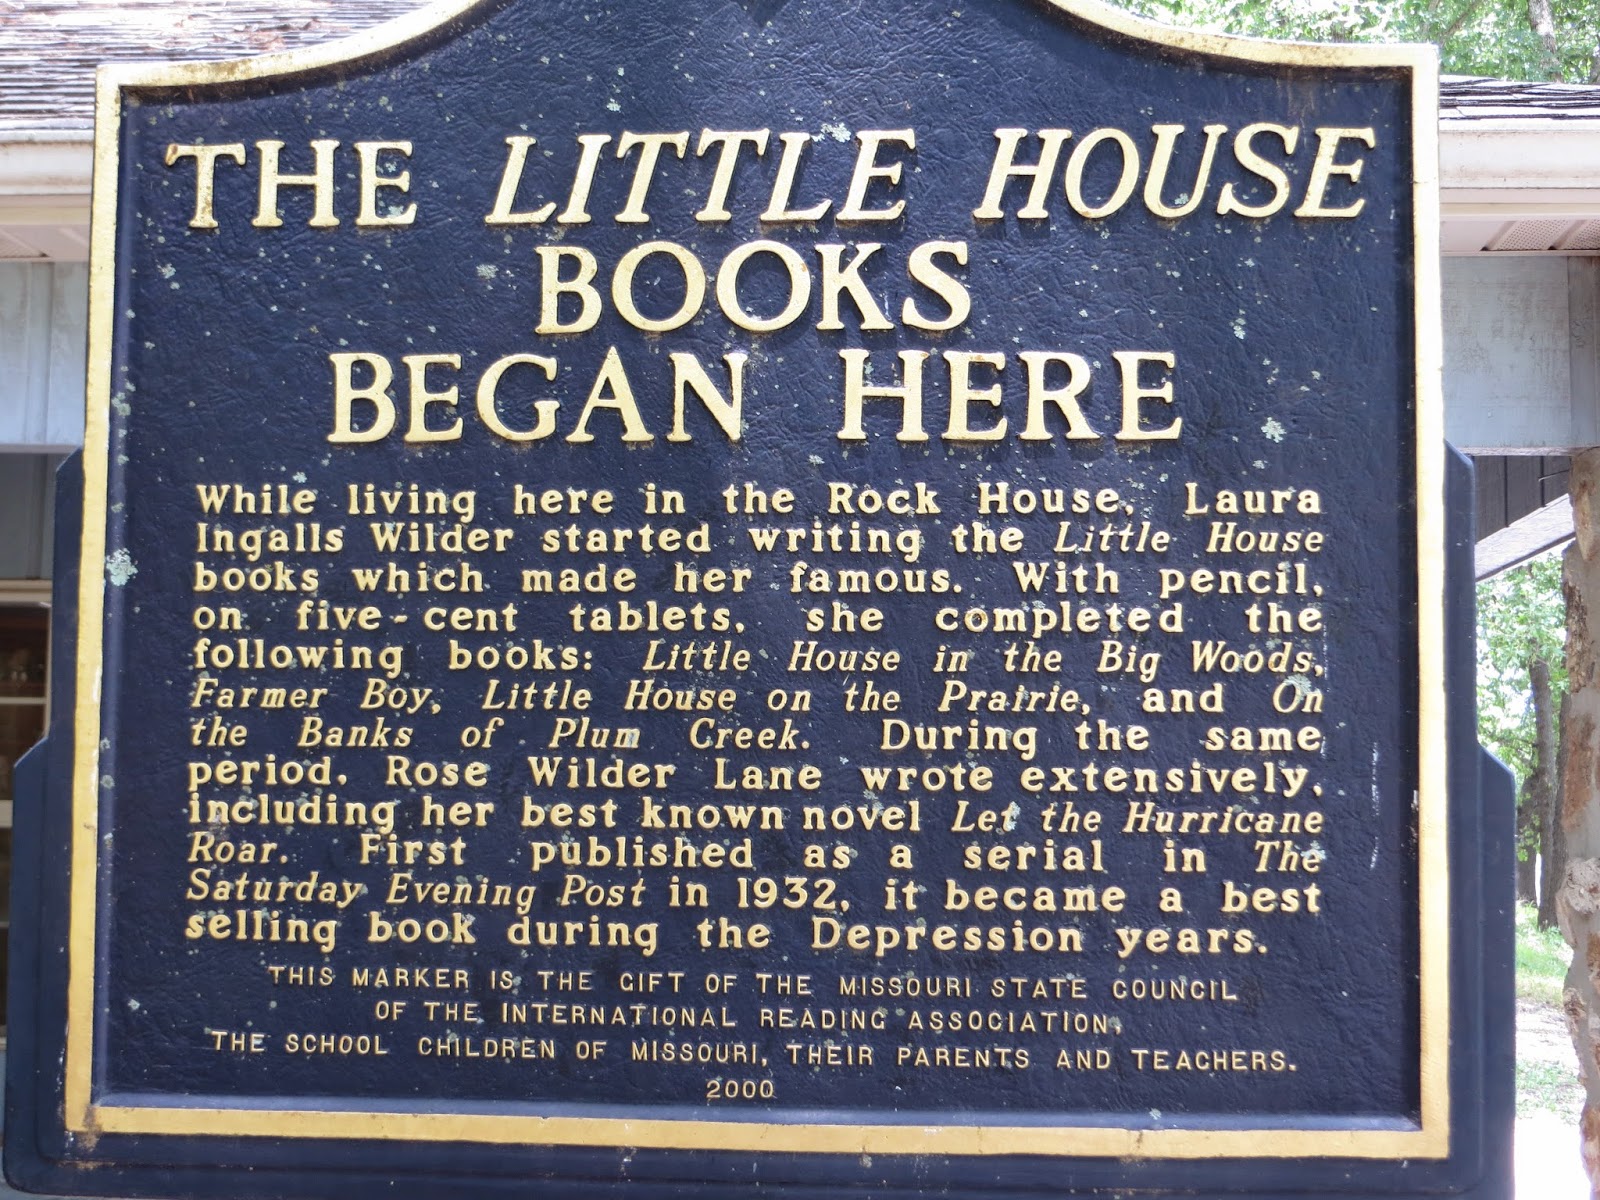 THE LITTLE HOUSE
BOOKS
BEGAN HERE
While living here in the Rock House, Laura
Ingalls Wilder started writing the Little House
books which made her famous. With pencil,
on five-cent tablets, she completed the
following books: Little House in the Big Woods,
Farmer Boy, Little House on the Prairie, and On
the Banks of Plum Creek. During the same
period, Rose Wilder Lane wrote extensively,
including her best known novel Let the Hurricane
Roar. First published as a serial in The
Saturday Evening Post in 1932, it became a best
selling book during the Depression years.
THIS MARKER IS THE GIFT OF THE MISSOURI STATE COUNCIL
OF THE INTERNATIONAL READING ASSOCIATION,
THE SCHOOL CHILDREN OF MISSOURI, THEIR PARENTS AND TEACHERS.
2000